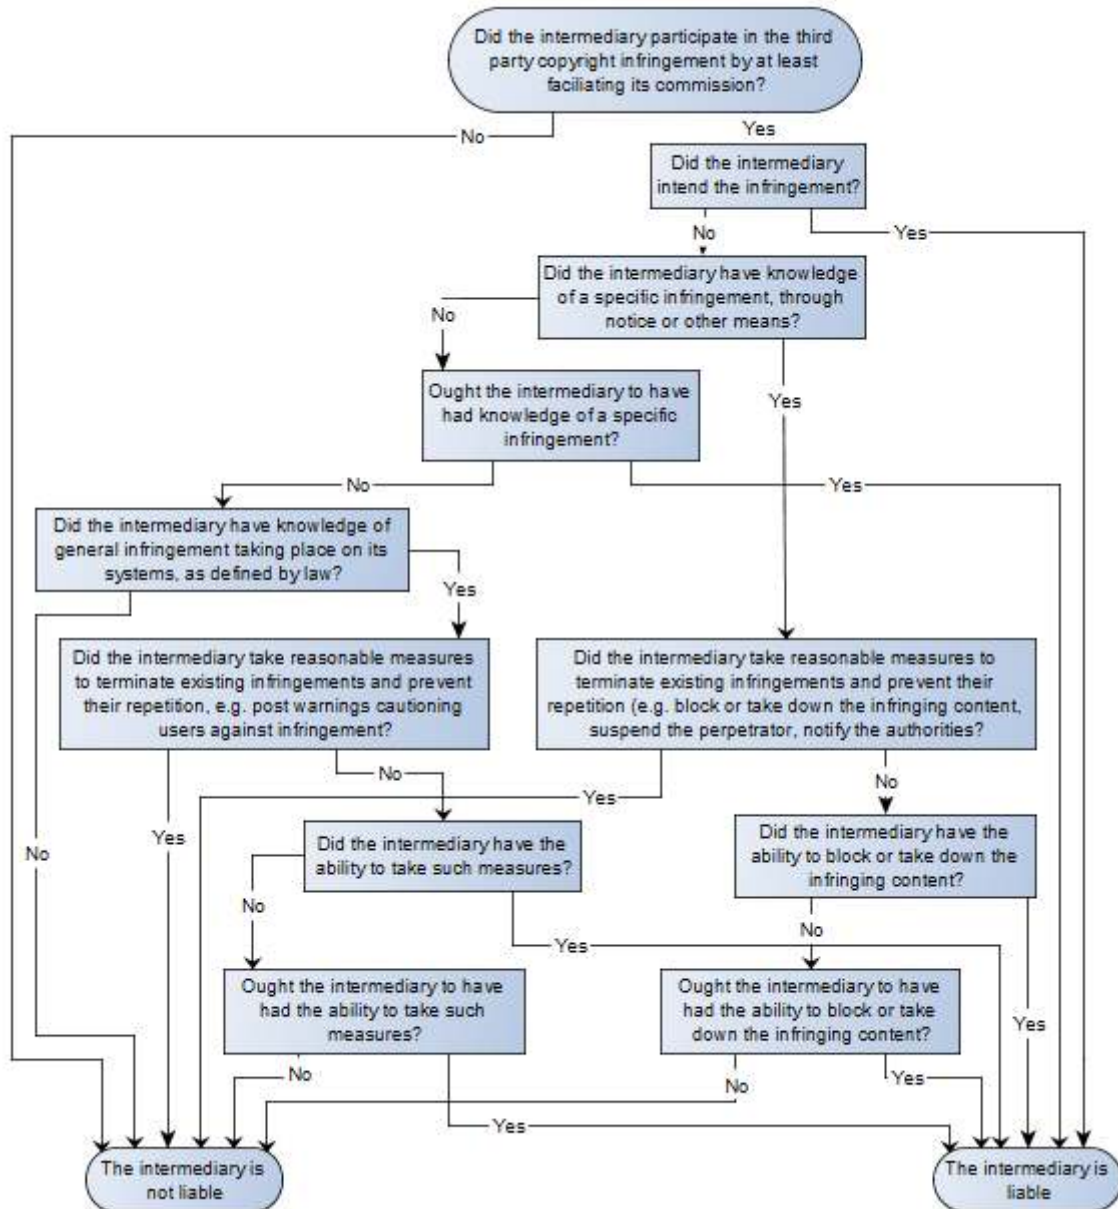 Did the intermediary participate in the third
party copyright infringement by at least
faciliating its commission?
No
Yes
Did the intermediary
intend the infringement?
No
Yes
Did the intermediary have knowledge
of a specific infringement, through
notice or other means?
No
Yes
Ought the intermediary to have
had knowledge of a specific
infringement?
No
Yes
Did the intermediary have knowledge of
general infringement taking place on its
systems, as defined by law?
Yes
No
Did the intermediary take reasonable measures
to terminate existing infringements and prevent
their repetition, e.g. post warnings cautioning
users against infringement?
Did the intermediary take reasonable measures to
terminate existing infringements and prevent their
repetition (e.g. block or take down the infringing content,
suspend the perpetrator, notify the authorities?
Yes
No
Yes
No
Did the intermediary have the
ability to take such measures?
Did the intermediary have the
ability to block or take down the
infringing content?
No
Yes
No
Yes
Ought the intermediary to have
had the ability to take such
measures?
Ought the intermediary to have
had the ability to block or take
down the infringing content?
No
Yes
No
Yes
The intermediary is
not liable
The intermediary is
liable